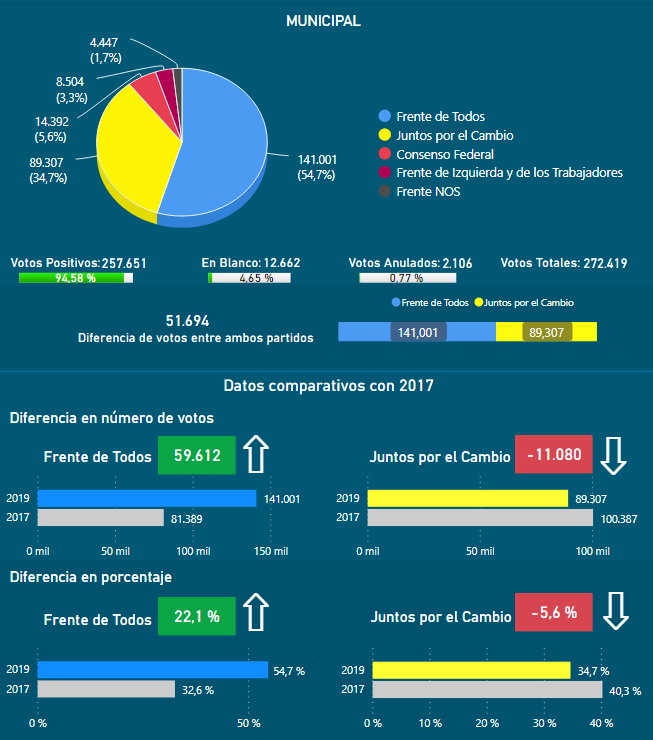 MUNICIPAL
4.447
(1,7%)
8.504
(3,3%)
14.392
(5,6%)
89.307
(34,7%)
141.001
(54,7%)
Frente de Todos
Juntos por el Cambio
Consenso Federal
Frente de Izquierda y de los Trabajadores
Frente NOS
Votos Positivos: 257.651
94,58 %
En Blanco: 12.662
4,65 %
Votos Anulados: 2.106
0,77 %
Votos Totales: 272.419
51.694
Diferencia de votos entre ambos partidos
Frente de Todos Juntos por el Cambio
141,001 89,307
Datos comparativos con 2017
Diferencia en número de votos
Frente de Todos 59.612
2019 141.001
2017 81.389
0 mil 50 mil 100 mil 150 mil
Juntos por el Cambio -11.080
2019 89.307
2017 100.387
0 mil 50 mil 100 mil
Diferencia en porcentaje
Frente de Todos 22,1 %
2019 54,7 %
2017 32,6 %
0 % 50 %
Juntos por el Cambio -5,6 %
2019 34,7 %
2017 40,3 %
0 % 10 % 20 % 30 % 40 %